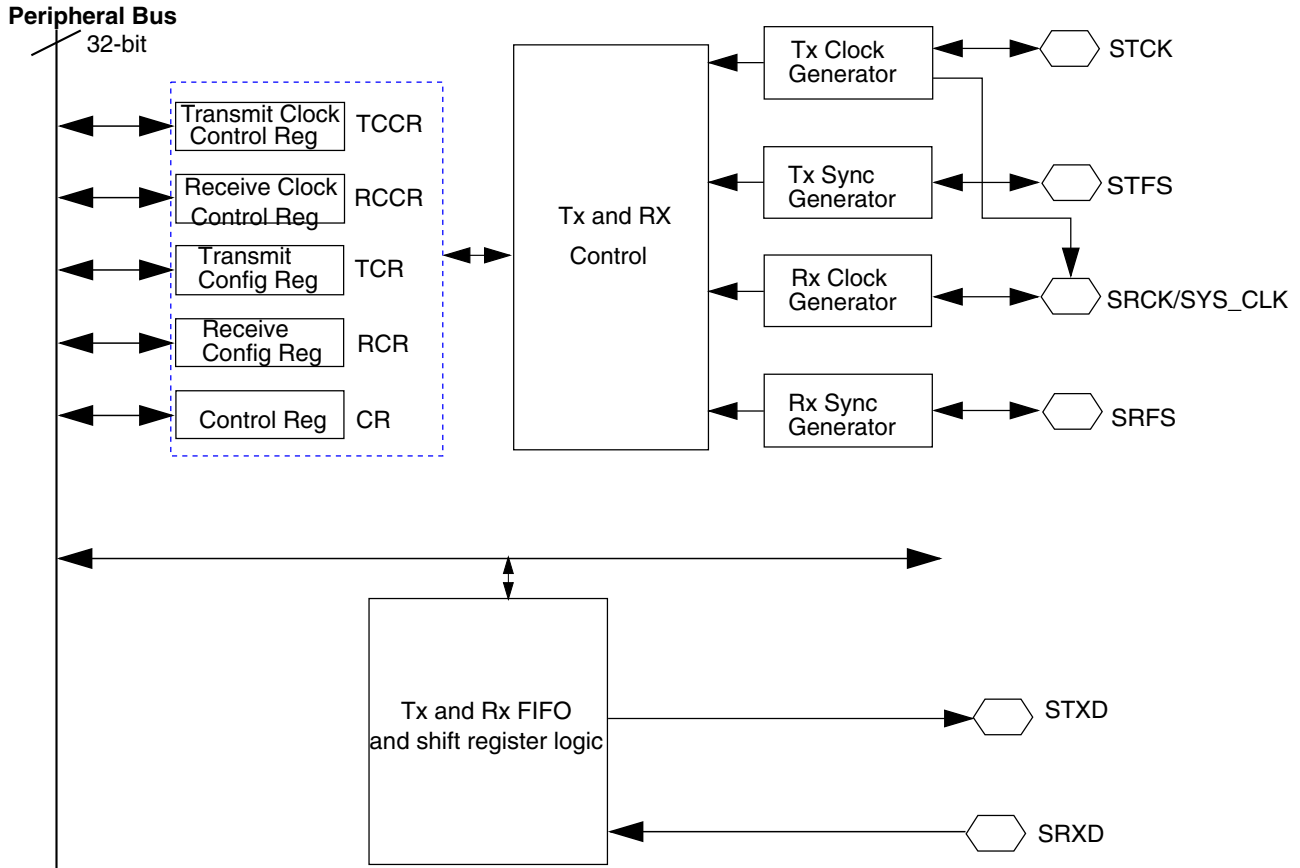 Peripheral Bus
32-bit
Transmit Clock
Control Reg
TCCR
Receive Clock
Control Reg
RCCR
Transmit
Config Reg
TCR
Receive
Config Reg
RCR
Control Reg
CR
Tx and RX
Control
Tx Clock
Generator
STCK
Tx Sync
Generator
STFS
Rx Clock
Generator
SRCK/SYS_CLK
Rx Sync
Generator
SRFS
Tx and Rx FIFO
and shift register logic
STXD
SRXD